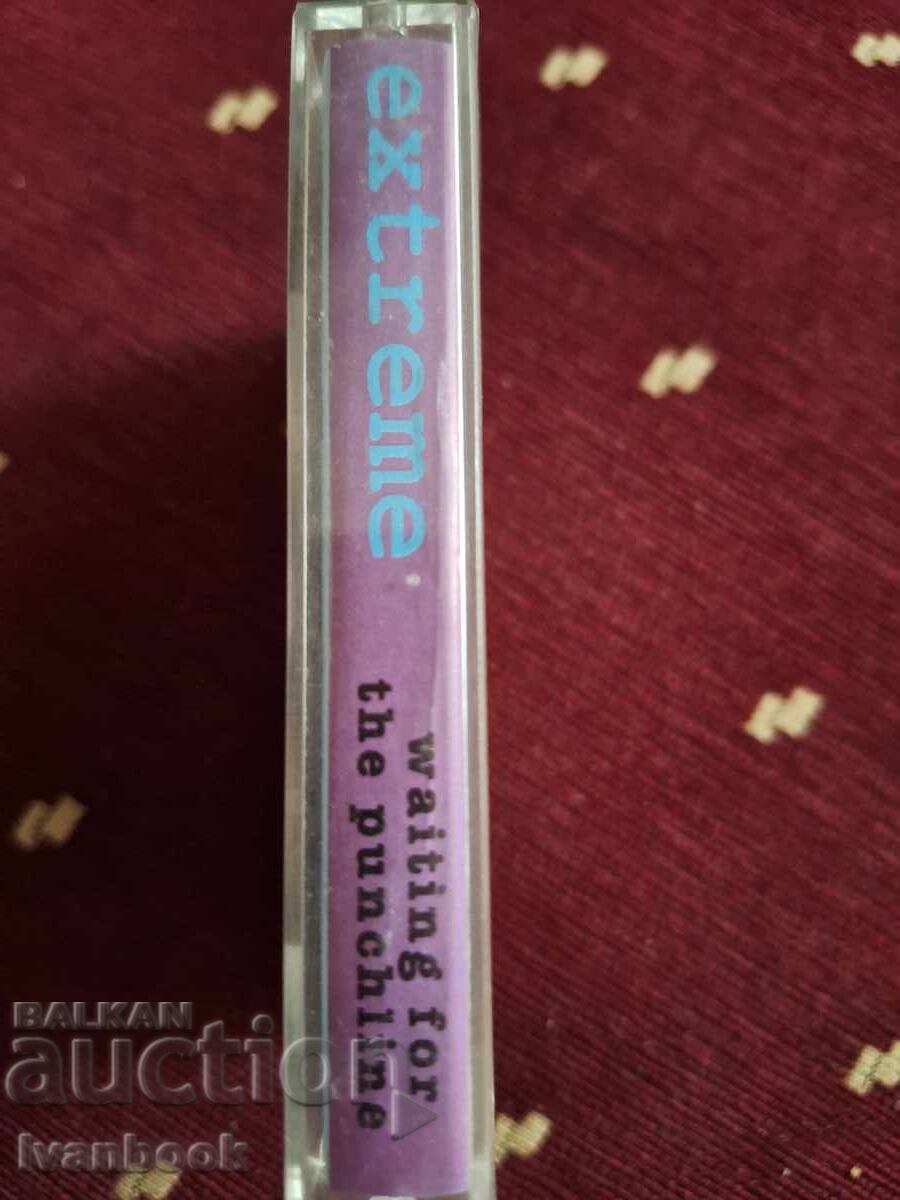 extreme
waiting for
the punchline
BALKAN
auction
Ivanbook